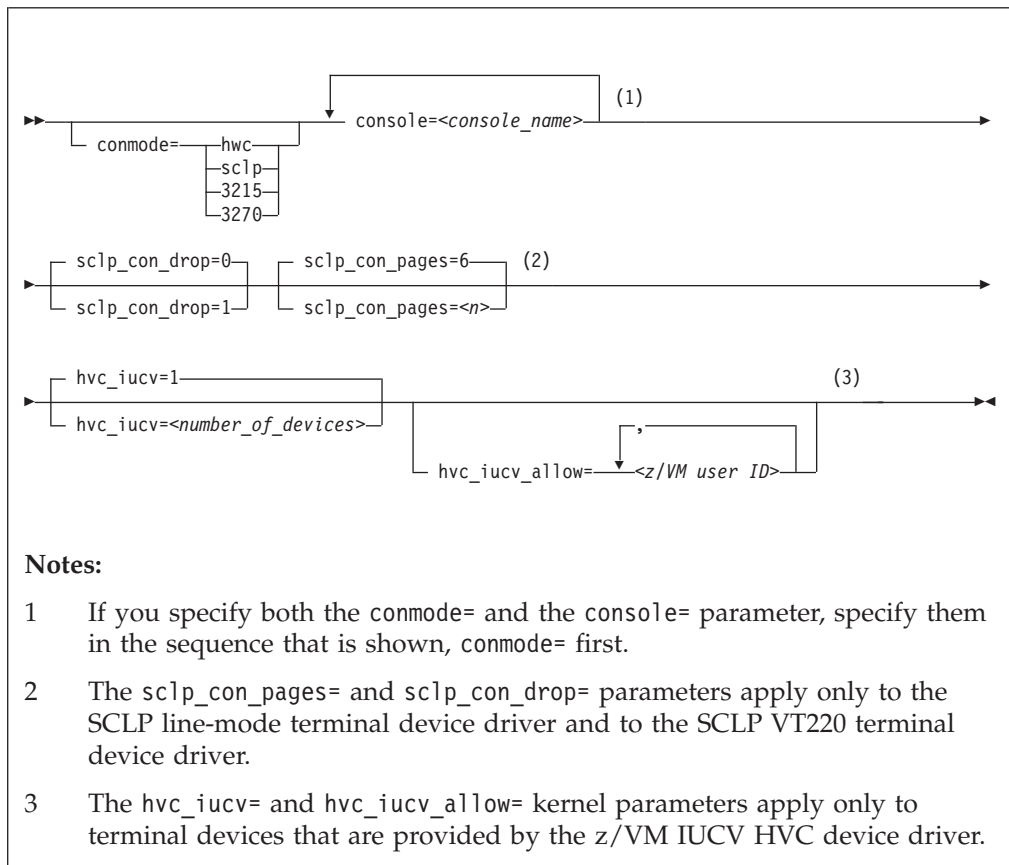 (1)
console=<console_name>
conmode= hwc
sclp
3215
3270
sclp_con_drop=0 sclp_con_pages=6 (2)
sclp_con_drop=1 sclp_con_pages=<n>
hvc_iucv=1 (3)
hvc_iucv=<number_of_devices>
,
hvc_iucv_allow= <z/VM user ID>
Notes:
1 If you specify both the conmode= and the console= parameter, specify them
in the sequence that is shown, conmode= first.
2 The sclp_con_pages= and sclp_con_drop= parameters apply only to the
SCLP line-mode terminal device driver and to the SCLP VT220 terminal
device driver.
3 The hvc_iucv= and hvc_iucv_allow= kernel parameters apply only to
terminal devices that are provided by the z/VM IUCV HVC device driver.